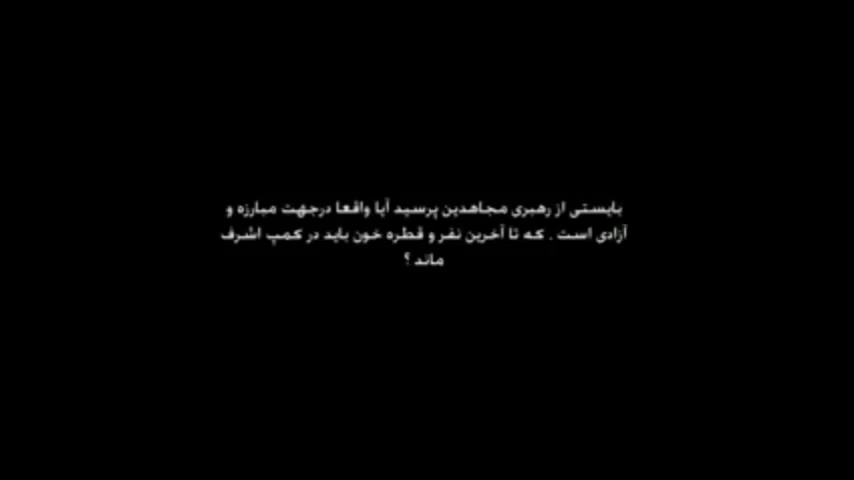 بایستی از رهبری مجاهدین پرسید آیا واقعا درجهت مبارزه و
آزادی است . که تا آخرین نفر و قطره خون باید در کمپ اشرف
ماند ؟